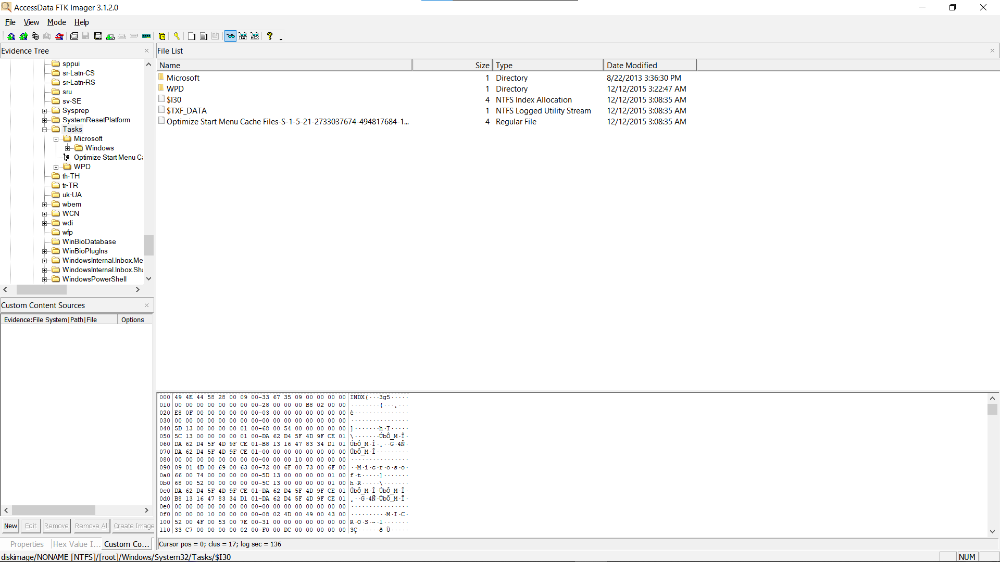 AccessData FTK Imager 3.1.2.0
File View Mode Help
Evidence Tree
sppui
sr-Latn-CS
sr-Latn-RS
sru
sv-SE
Sysprep
SystemResetPlatform
Tasks
Microsoft
Windows
Optimize Start Menu Ca
WPD
th-TH
tr-TR
uk-UA
wbem
WCN
wdi
wfp
WinBioDatabase
WinBioPlugIns
WindowsInternal.Inbox.Me
WindowsInternal.Inbox.Sha
WindowsPowerShell
Custom Content Sources
Evidence:File System|Path|File Options
New Edit Remove Remove All Create Image
Properties Hex Value I... Custom Co...
File List
Name Size Type Date Modified
Microsoft 1 Directory 8/22/2013 3:36:30 PM
WPD 1 Directory 12/12/2015 3:22:47 AM
$I30 4 NTFS Index Allocation 12/12/2015 3:08:35 AM
$TXF_DATA 1 NTFS Logged Utility Stream 12/12/2015 3:08:35 AM
Optimize Start Menu Cache Files-S-1-5-21-2733037674-494817684-1... 4 Regular File 12/12/2015 3:08:35 AM
000 49 4E 44 58 28 00 09 00-33 67 35 09 00 00 00 00 INDX(···3g5·····
010 00 00 00 00 00 00 00 00-28 00 00 00 B8 02 00 00 ········(···¸···
020 E8 0F 00 00 00 00 00 00-03 00 00 00 00 00 00 00 è···············
030 00 00 00 00 00 00 00 00-00 00 00 00 00 00 00 00 ················
040 5D 13 00 00 00 00 01 00-68 00 54 00 00 00 00 00 ]·······h·T·····
050 5C 13 00 00 00 00 01 00-DA 62 D4 5F 4D 9F CE 01 \·······ÚbÔ_M·Î·
060 DA 62 D4 5F 4D 9F CE 01-B8 13 16 47 83 34 D1 01 ÚbÔ_M·Î·¸··G·4Ñ·
070 DA 62 D4 5F 4D 9F CE 01-00 00 00 00 00 00 00 00 ÚbÔ_M·Î·········
080 00 00 00 00 00 00 00 00-00 00 00 10 00 00 00 00 ················
090 09 01 4D 00 69 00 63 00-72 00 6F 00 73 00 6F 00 ··M·i·c·r·o·s·o·
0a0 66 00 74 00 00 00 00 00-5D 13 00 00 00 00 01 00 f·t·····]·······
0b0 68 00 52 00 00 00 00 00-5C 13 00 00 00 00 01 00 h·R·····\·······
0c0 DA 62 D4 5F 4D 9F CE 01-DA 62 D4 5F 4D 9F CE 01 ÚbÔ_M·Î·ÚbÔ_M·Î·
0d0 B8 13 16 47 83 34 D1 01-DA 62 D4 5F 4D 9F CE 01 ¸··G·4Ñ·ÚbÔ_M·Î·
0e0 00 00 00 00 00 00 00 00-00 00 00 00 00 00 00 00 ················
0f0 00 00 00 10 00 00 00 00-08 02 4D 00 49 00 43 00 ··········M·I·C·
100 52 00 4F 00 53 00 7E 00-31 00 00 00 00 00 00 00 R·O·S·~·1·······
110 33 C7 00 00 00 00 02 00-F0 00 DC 00 00 00 00 00 3Ç······ð·Ü·····
Cursor pos = 0; clus = 17; log sec = 136
diskimage/NONAME [NTFS]/[root]/Windows/System32/Tasks/$I30 NUM